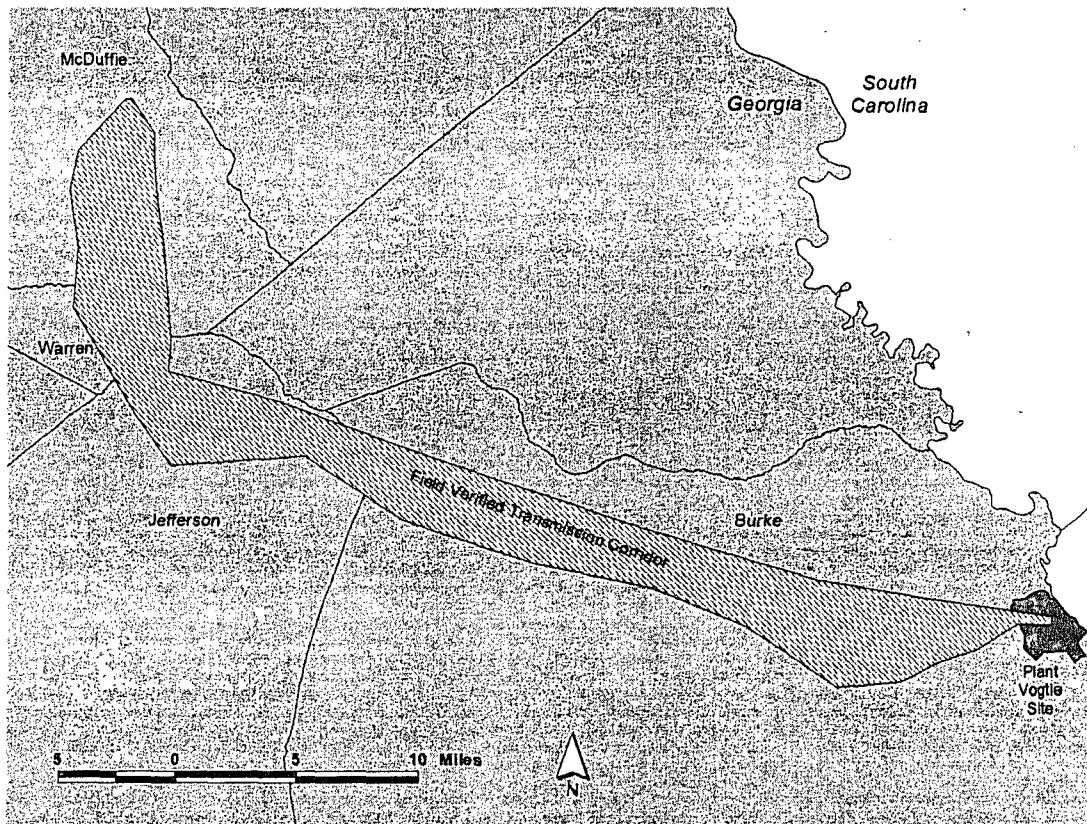 McDuffie
South
Carolina
Georgia
Warren
Field Verified Transmission Corridor
Jefferson
Burke
Plant
Vogtle
Site
5 0 5 10 Miles
N